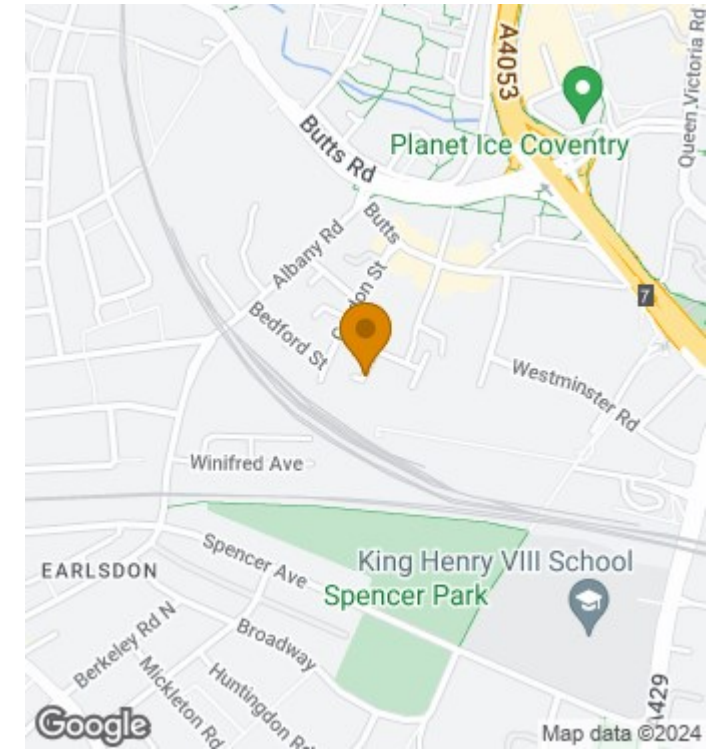 A4053
Queen Victoria Rd
Planet Ice Coventry
Butts Rd
Butts
Albany Rd
don St
Bedford St
7
Westminster Rd
Winifred Ave
King Henry VIII School
Spencer Park
Spencer Ave
EARLSDON
Berkeley Rd N
Broadway
Mickleton Rd
Huntingdon Rd
A429
Google
Map data ©2024